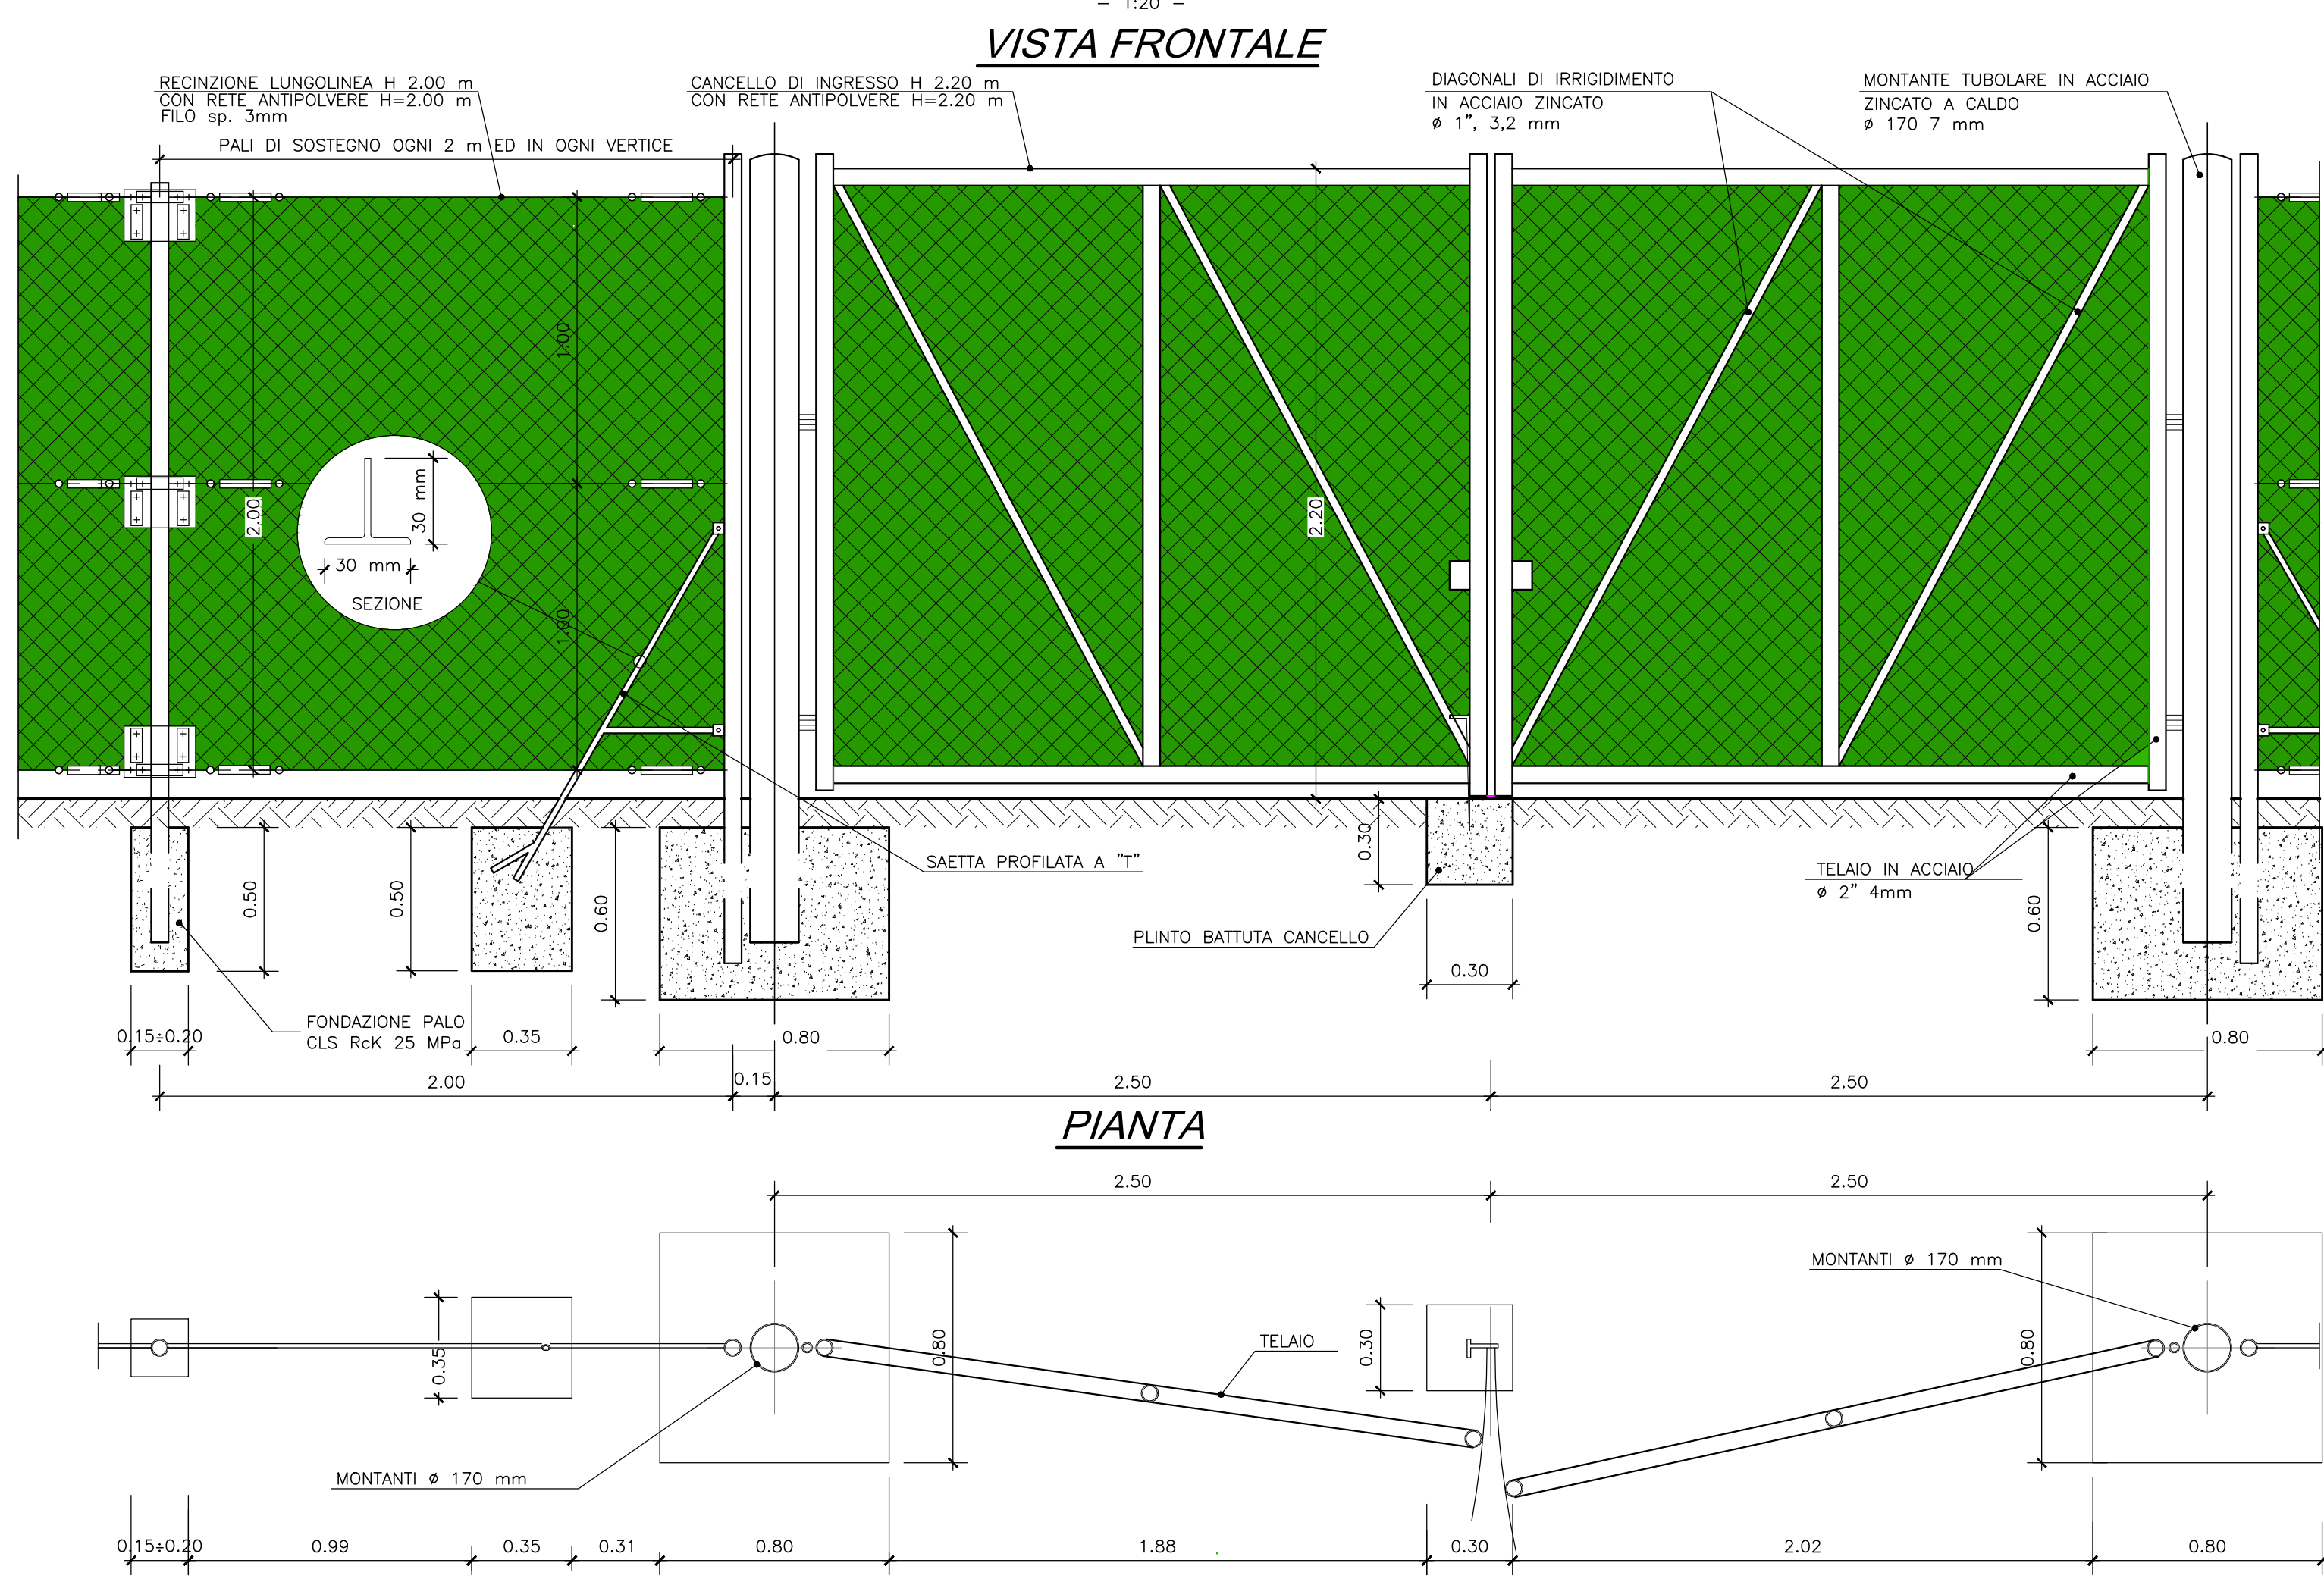 - 1:20 -
VISTA FRONTALE
RECINZIONE LUNGOLINEA H 2.00 m
CON RETE ANTIPOLVERE H=2.00 m
FILO sp. 3mm
CANCELLO DI INGRESSO H 2.20 m
CON RETE ANTIPOLVERE H=2.20 m
DIAGONALI DI IRRIGIDIMENTO
IN ACCIAIO ZINCATO
ø 1", 3,2 mm
MONTANTE TUBOLARE IN ACCIAIO
ZINCATO A CALDO
ø 170 7 mm
PALI DI SOSTEGNO OGNI 2 m ED IN OGNI VERTICE
1.00
2.00
30 mm
30 mm
SEZIONE
1.00
2.20
0.50
0.50
0.60
SAETTA PROFILATA A "T"
0.30
PLINTO BATTUTA CANCELLO
0.30
TELAIO IN ACCIAIO
ø 2" 4mm
0.60
0.15÷0.20
FONDAZIONE PALO
CLS RcK 25 MPa
0.35
0.80
0.80
2.00
0.15
2.50
2.50
PIANTA
2.50
2.50
MONTANTI ø 170 mm
0.35
0.80
TELAIO
0.30
0.80
MONTANTI ø 170 mm
0.15÷0.20
0.99
0.35
0.31
0.80
1.88
0.30
2.02
0.80